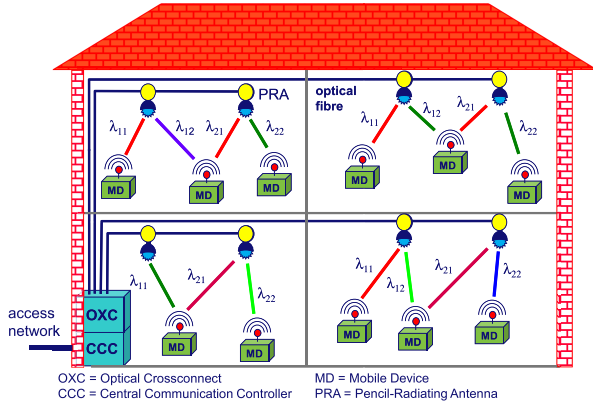 PRA
optical
fibre
λ11
λ12
λ21
λ22
λ11
λ12
λ21
λ22
MD
MD
MD
MD
MD
MD
λ11
λ21
λ22
λ11
λ12
λ21
λ22
OXC
CCC
access
network
MD
MD
MD
MD
MD
OXC = Optical Crossconnect
MD = Mobile Device
CCC = Central Communication Controller
PRA = Pencil-Radiating Antenna